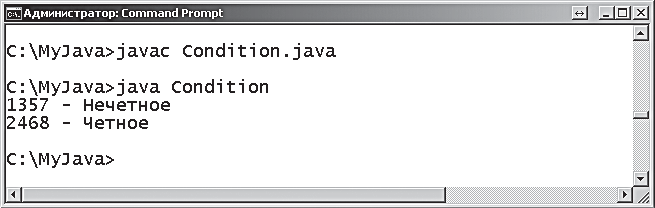 Администратор: Command Prompt
C:\MyJava>javac Condition.java
C:\MyJava>java Condition
1357 - Нечетное
2468 - Четное
C:\MyJava>